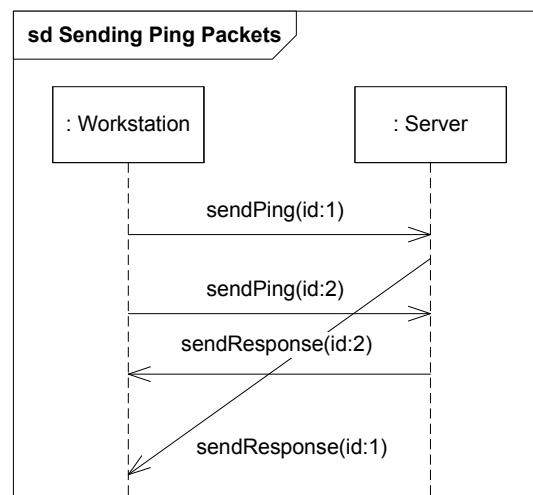 sd Sending Ping Packets
: Workstation
: Server
sendPing(id:1)
sendPing(id:2)
sendResponse(id:2)
sendResponse(id:1)